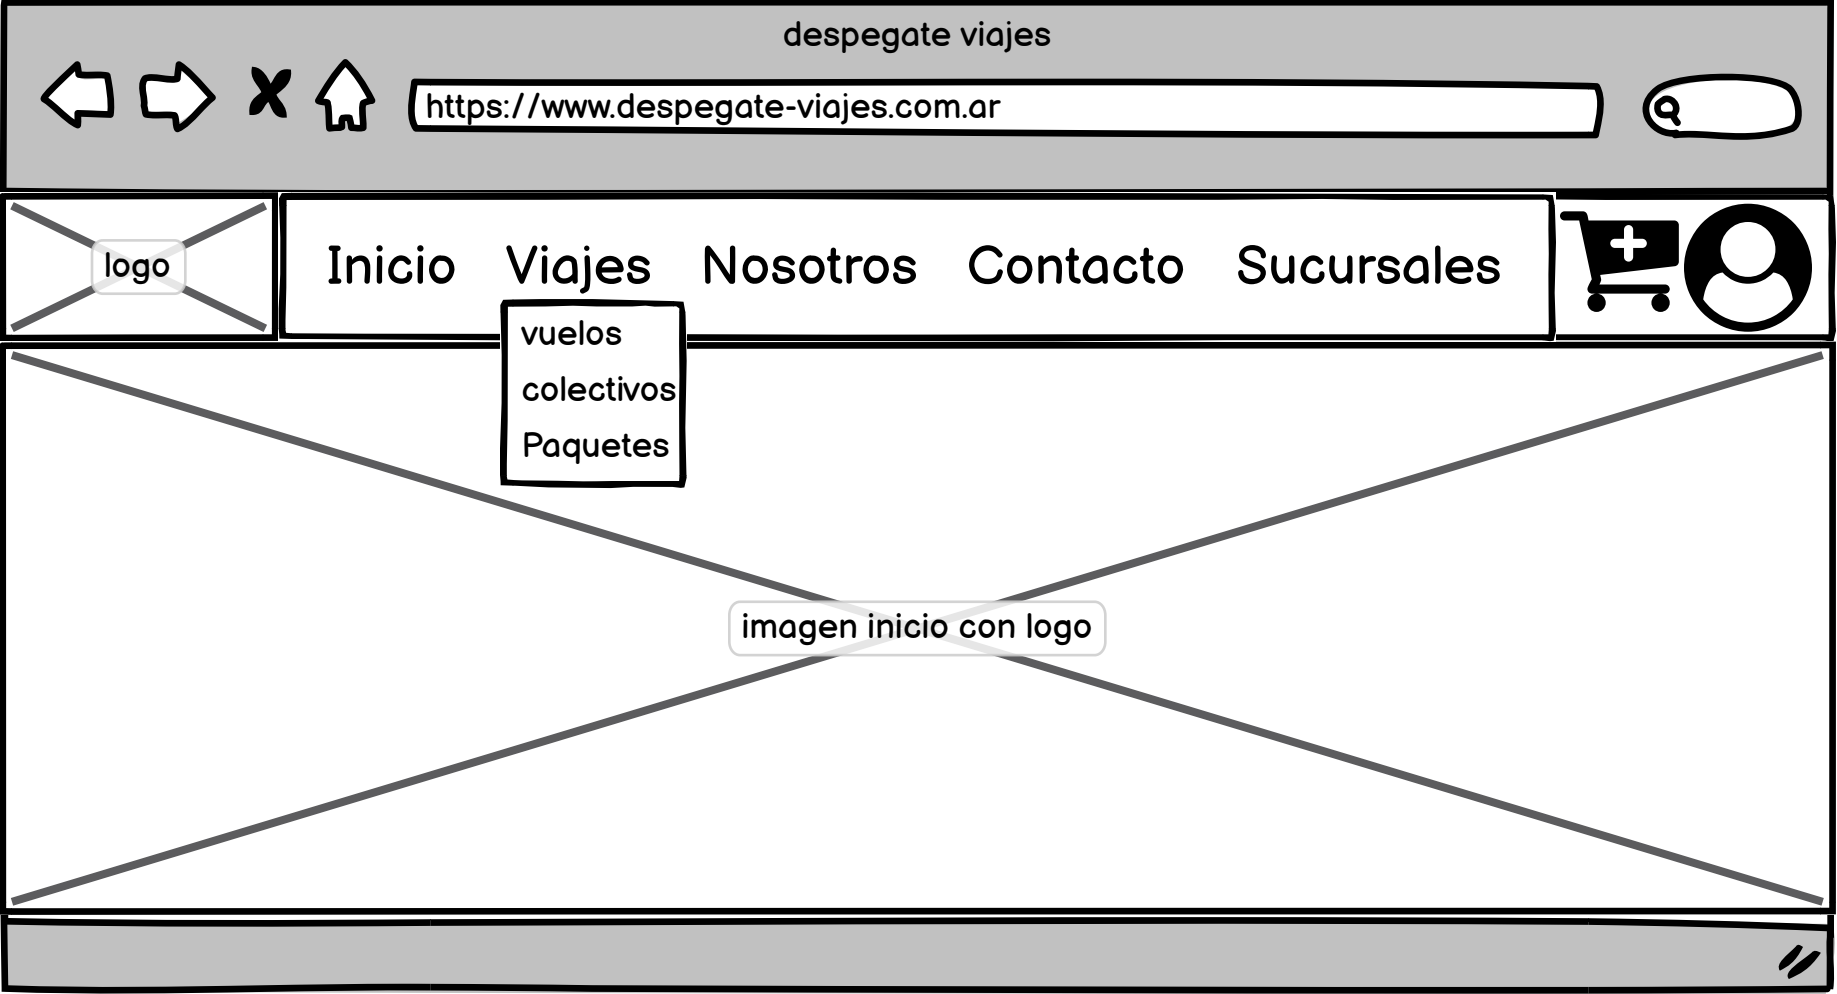 despegate viajes
https://www.despegate-viajes.com.ar
logo
Inicio Viajes Nosotros Contacto Sucursales
vuelos
colectivos
Paquetes
imagen inicio con logo